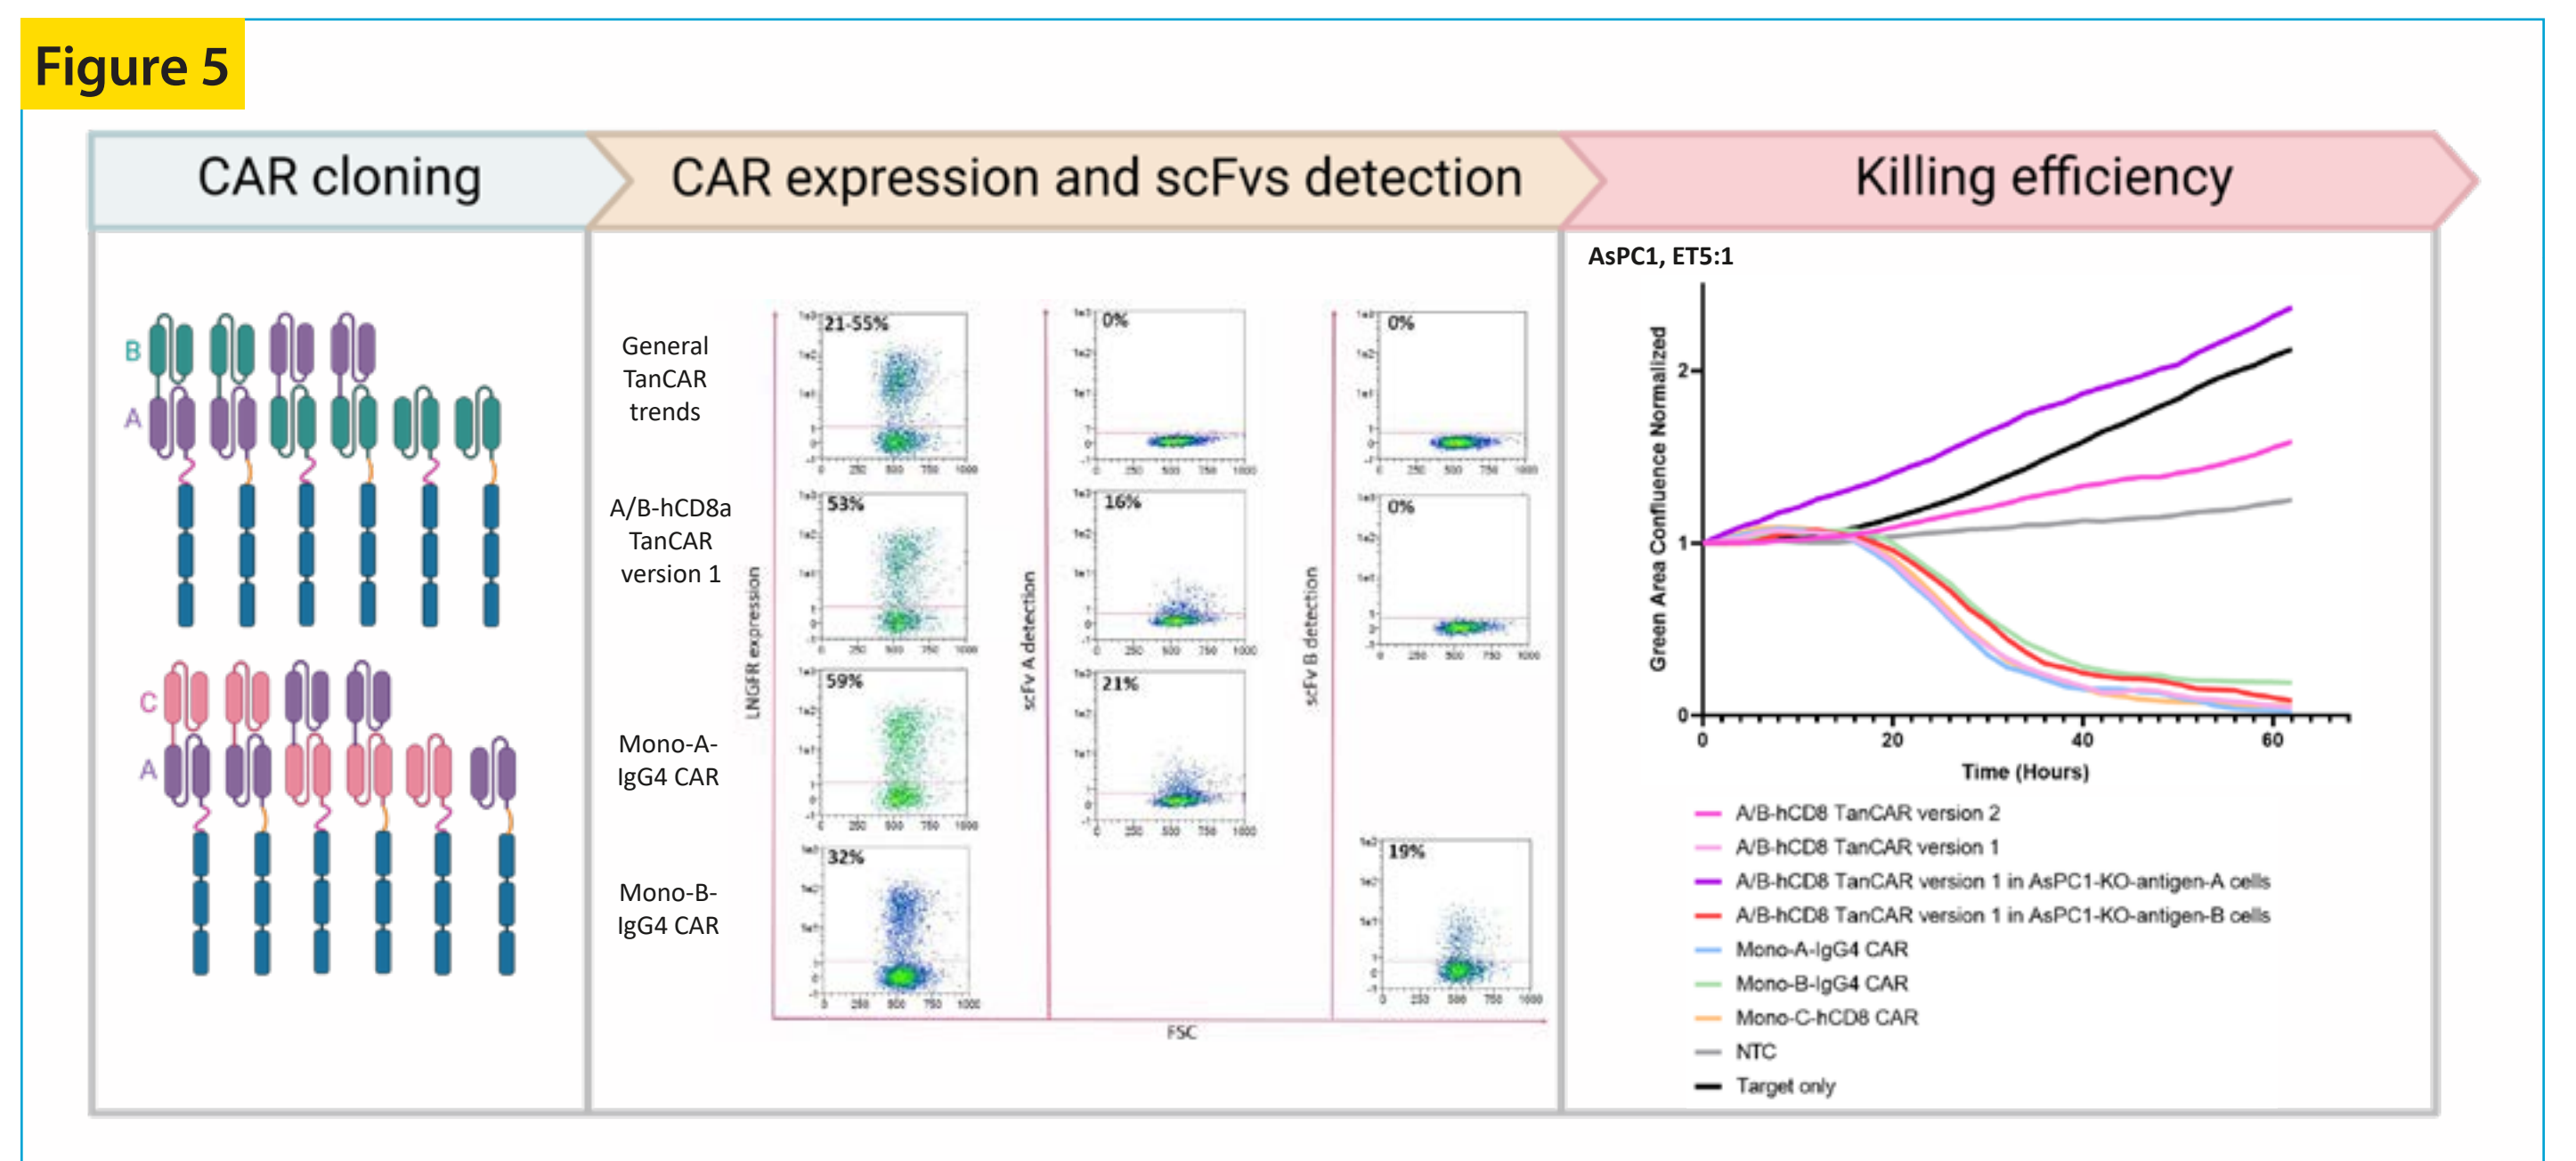 Figure 5
CAR cloning
CAR expression and scFvs detection
Killing efficiency
B
A
C
A
General
TanCAR
trends
A/B-hCD8a
TanCAR
version 1
Mono-A-
IgG4 CAR
Mono-B-
IgG4 CAR
LNGFR expression
21-55%
53%
59%
32%
scFv A detection
0%
16%
21%
scFv B detection
0%
0%
19%
0 250 500 750 1000
FSC
AsPC1, ET5:1
Green Area Confluence Normalized
2
1
0
0 20 40 60
Time (Hours)
A/B-hCD8 TanCAR version 2
A/B-hCD8 TanCAR version 1
A/B-hCD8 TanCAR version 1 in AsPC1-KO-antigen-A cells
A/B-hCD8 TanCAR version 1 in AsPC1-KO-antigen-B cells
Mono-A-IgG4 CAR
Mono-B-IgG4 CAR
Mono-C-hCD8 CAR
NTC
Target only